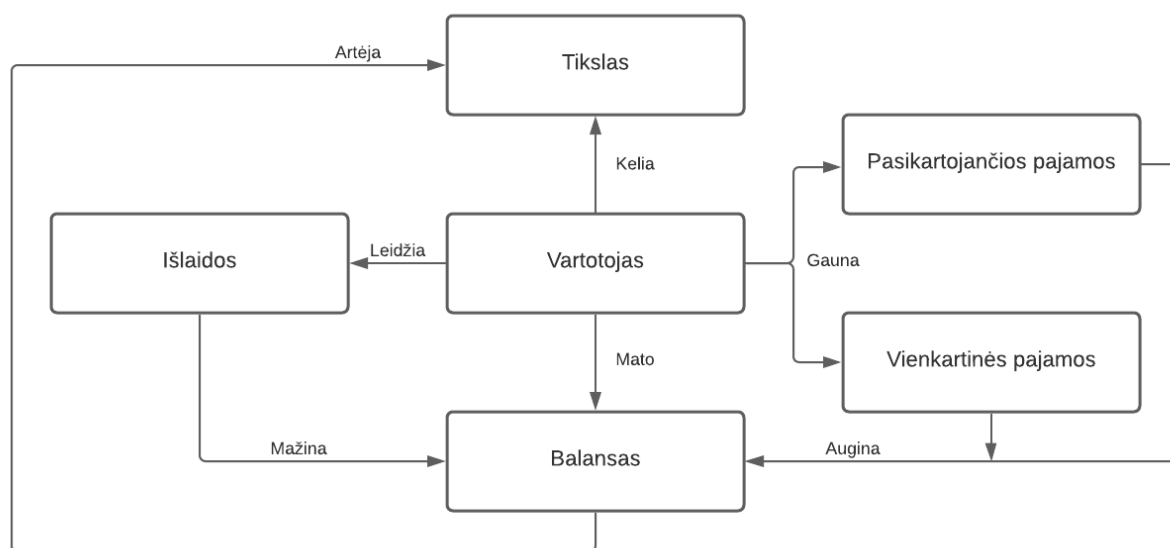 Artėja
Tikslas
Kelia
Pasikartojančios pajamos
Išlaidos
Leidžia
Vartotojas
Gauna
Mato
Vienkartinės pajamos
Mažina
Balansas
Augina